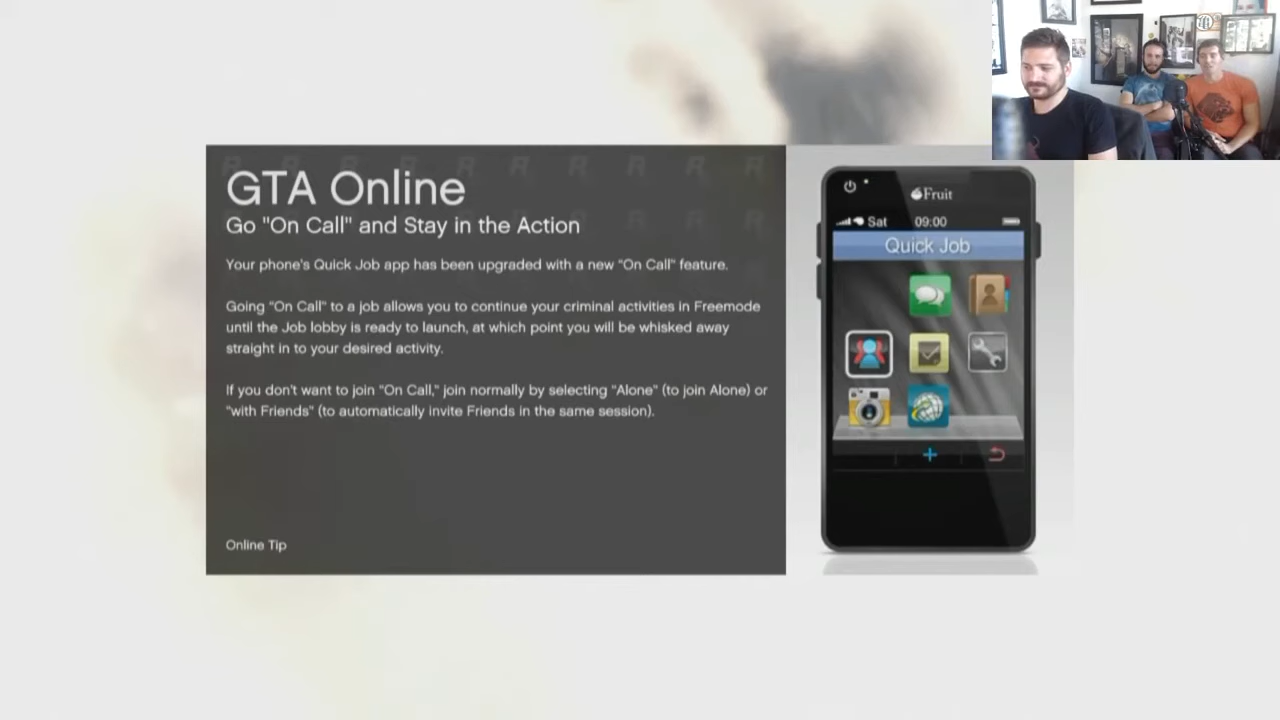 GTA Online
Go "On Call" and Stay in the Action
Your phone's Quick Job app has been upgraded with a new "On Call" feature.
Going "On Call" to a job allows you to continue your criminal activities in Freemode
until the Job lobby is ready to launch, at which point you will be whisked away
straight in to your desired activity.
If you don't want to join "On Call," join normally by selecting "Alone" (to join Alone) or
"with Friends" (to automatically invite Friends in the same session).
Online Tip
Fruit
Sat 09:00
Quick Job